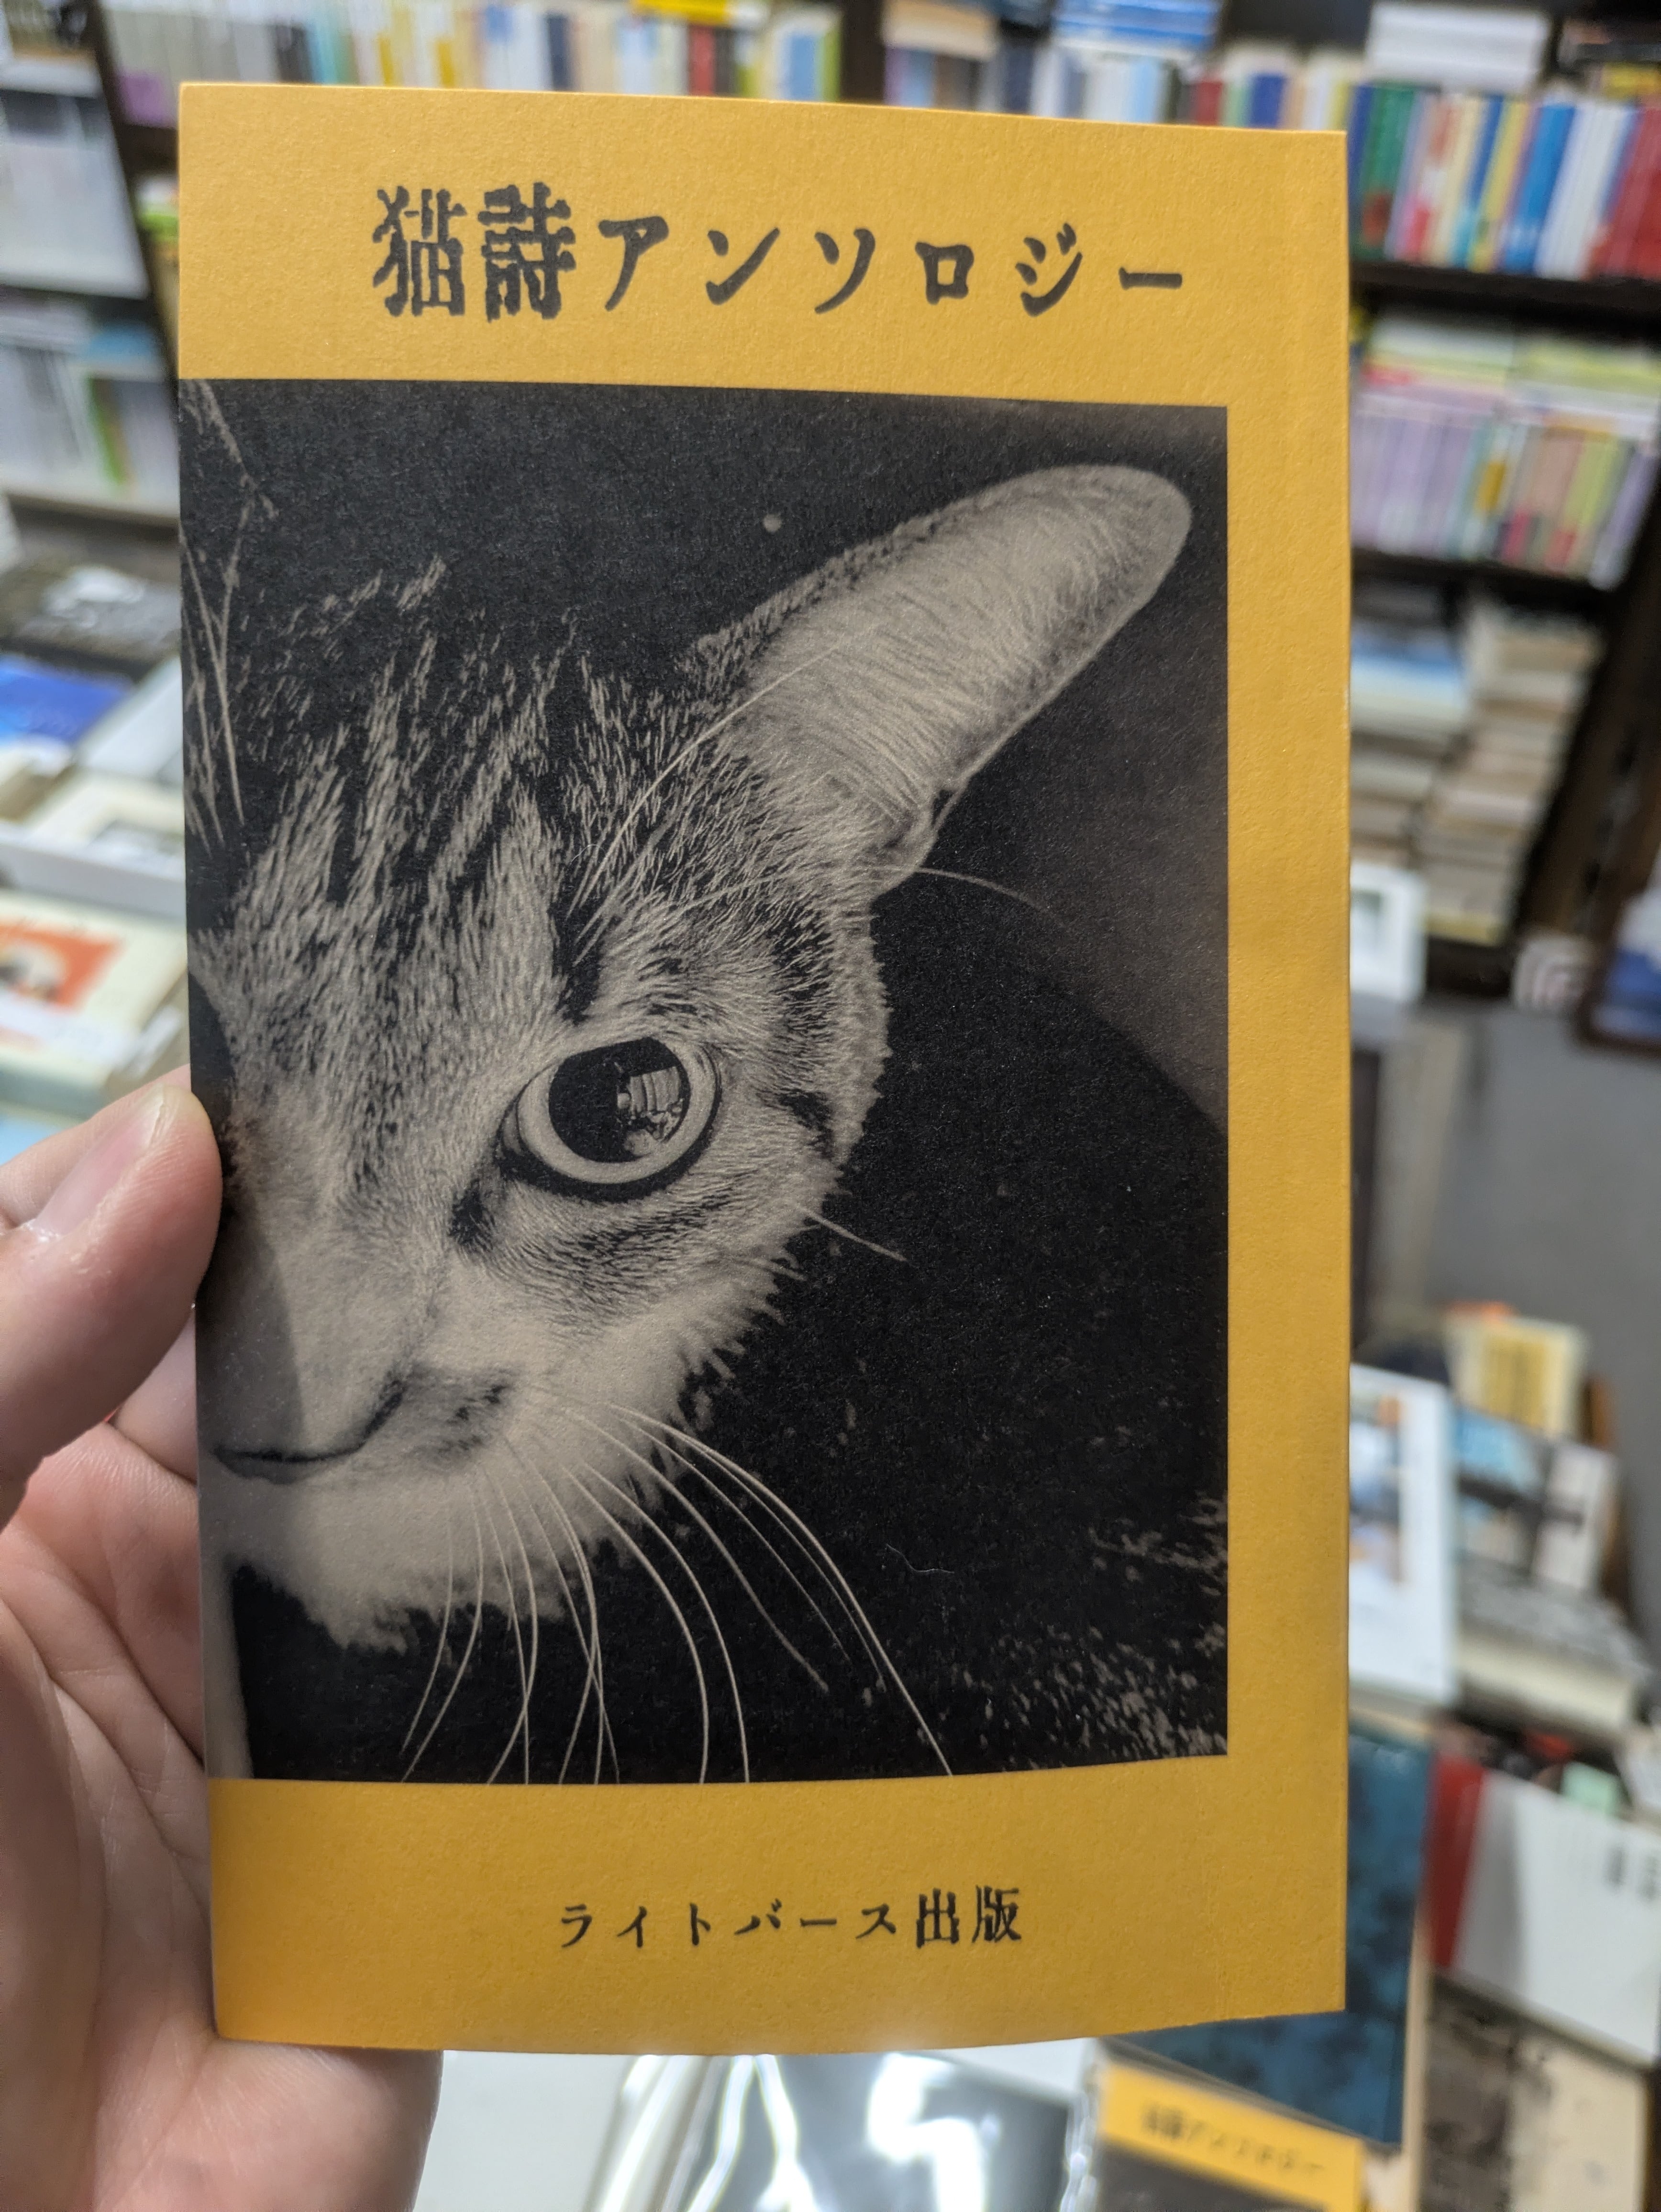 猫詩アンソロジー
ライトバース出版